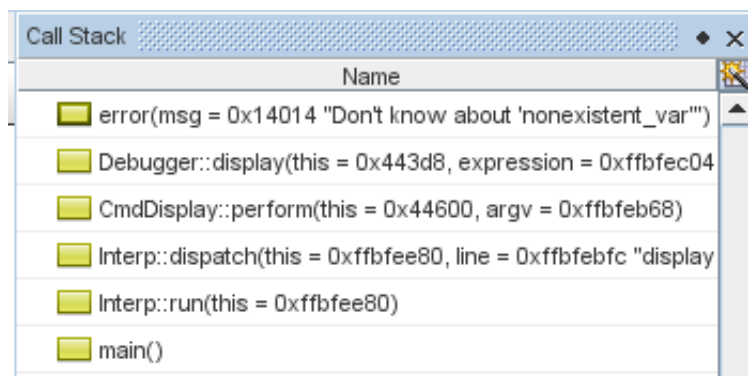 Call Stack
Name
error(msg = 0x14014 "Don't know about 'nonexistent_var'")
Debugger::display(this = 0x443d8, expression = 0xffbfec04
CmdDisplay::perform(this = 0x44600, argv = 0xffbfeb68)
Interp::dispatch(this = 0xffbfee80, line = 0xffbfebfc "display
Interp::run(this = 0xffbfee80)
main()